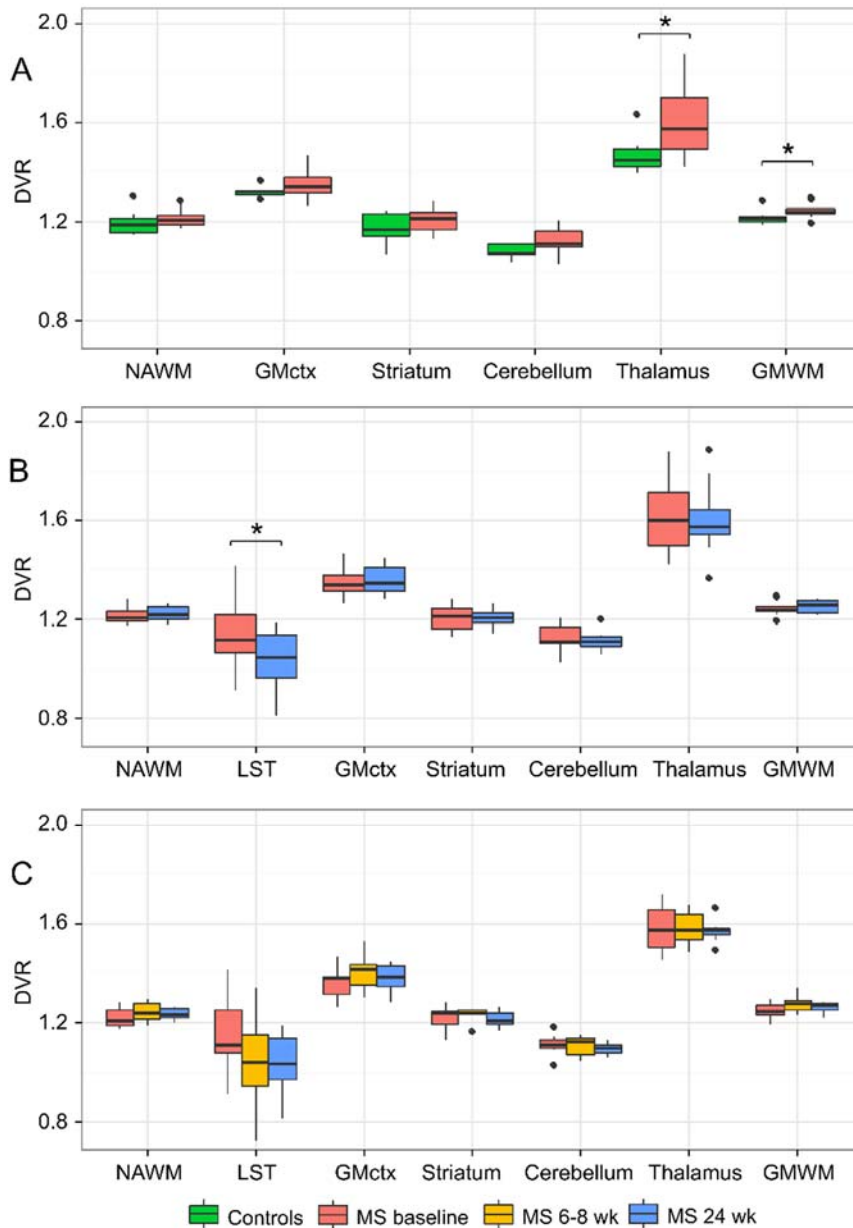 A
DVR
2.0
*
1.6
*
1.2
0.8
NAWM GMctx Striatum Cerebellum Thalamus GMWM
B
DVR
2.0
1.6
*
1.2
0.8
NAWM LST GMctx Striatum Cerebellum Thalamus GMWM
C
DVR
2.0
1.6
1.2
0.8
NAWM LST GMctx Striatum Cerebellum Thalamus GMWM
Controls MS baseline MS 6-8 wk MS 24 wk